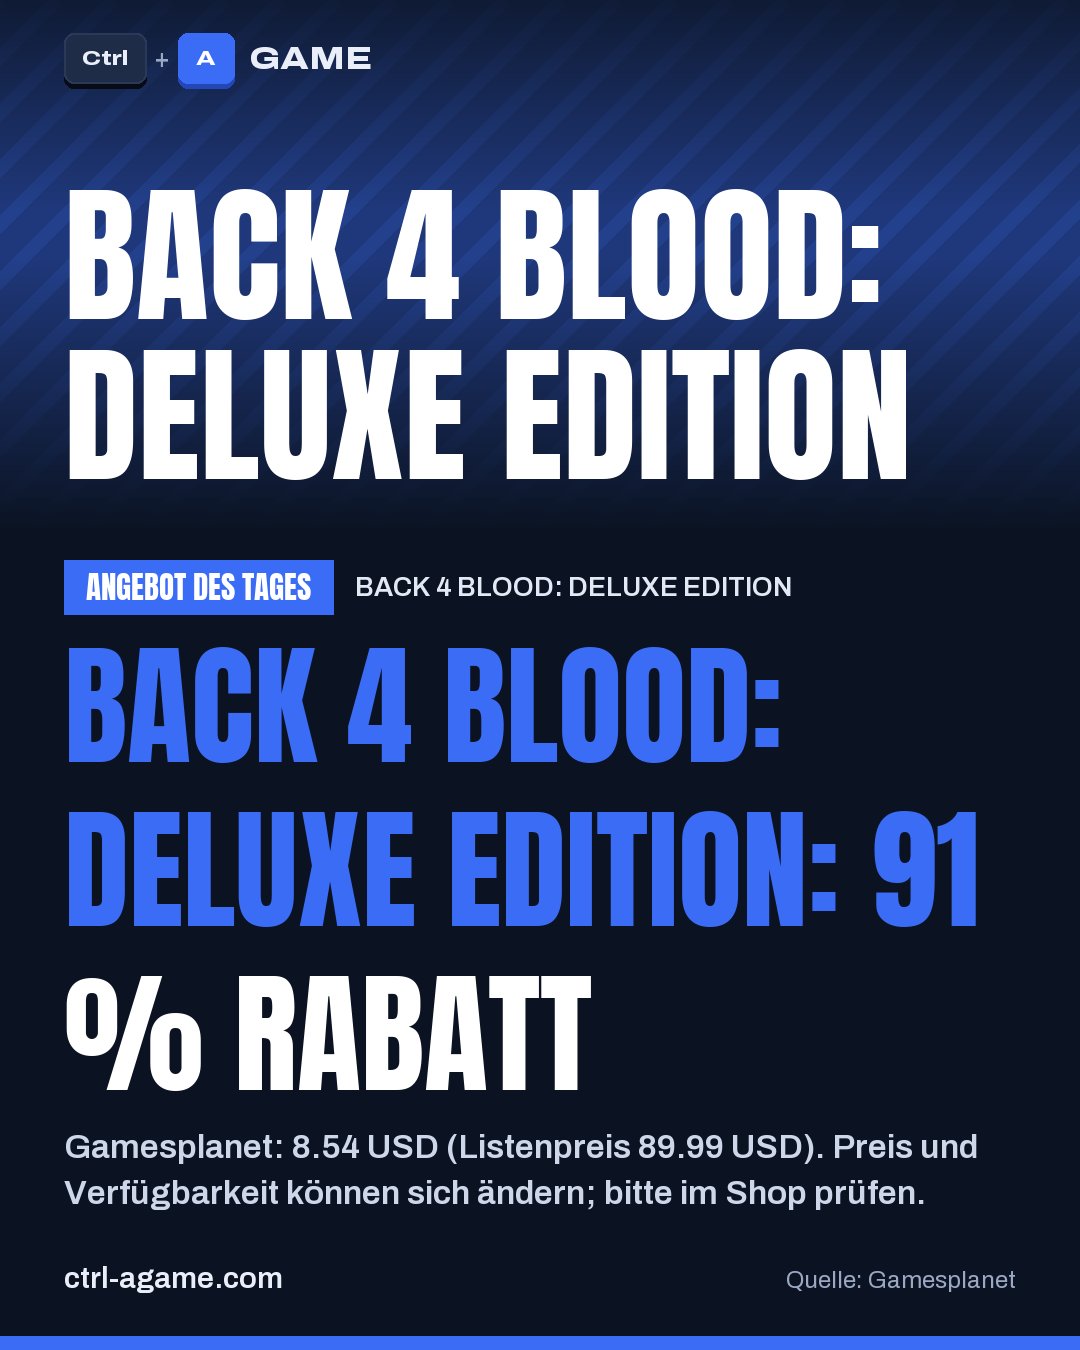 Ctrl + A GAME
BACK 4 BLOOD:
DELUXE EDITION
ANGEBOT DES TAGES BACK 4 BLOOD: DELUXE EDITION
BACK 4 BLOOD:
DELUXE EDITION: 91
% RABATT
Gamesplanet: 8.54 USD (Listenpreis 89.99 USD). Preis und
Verfügbarkeit können sich ändern; bitte im Shop prüfen.
ctrl-agame.com Quelle: Gamesplanet